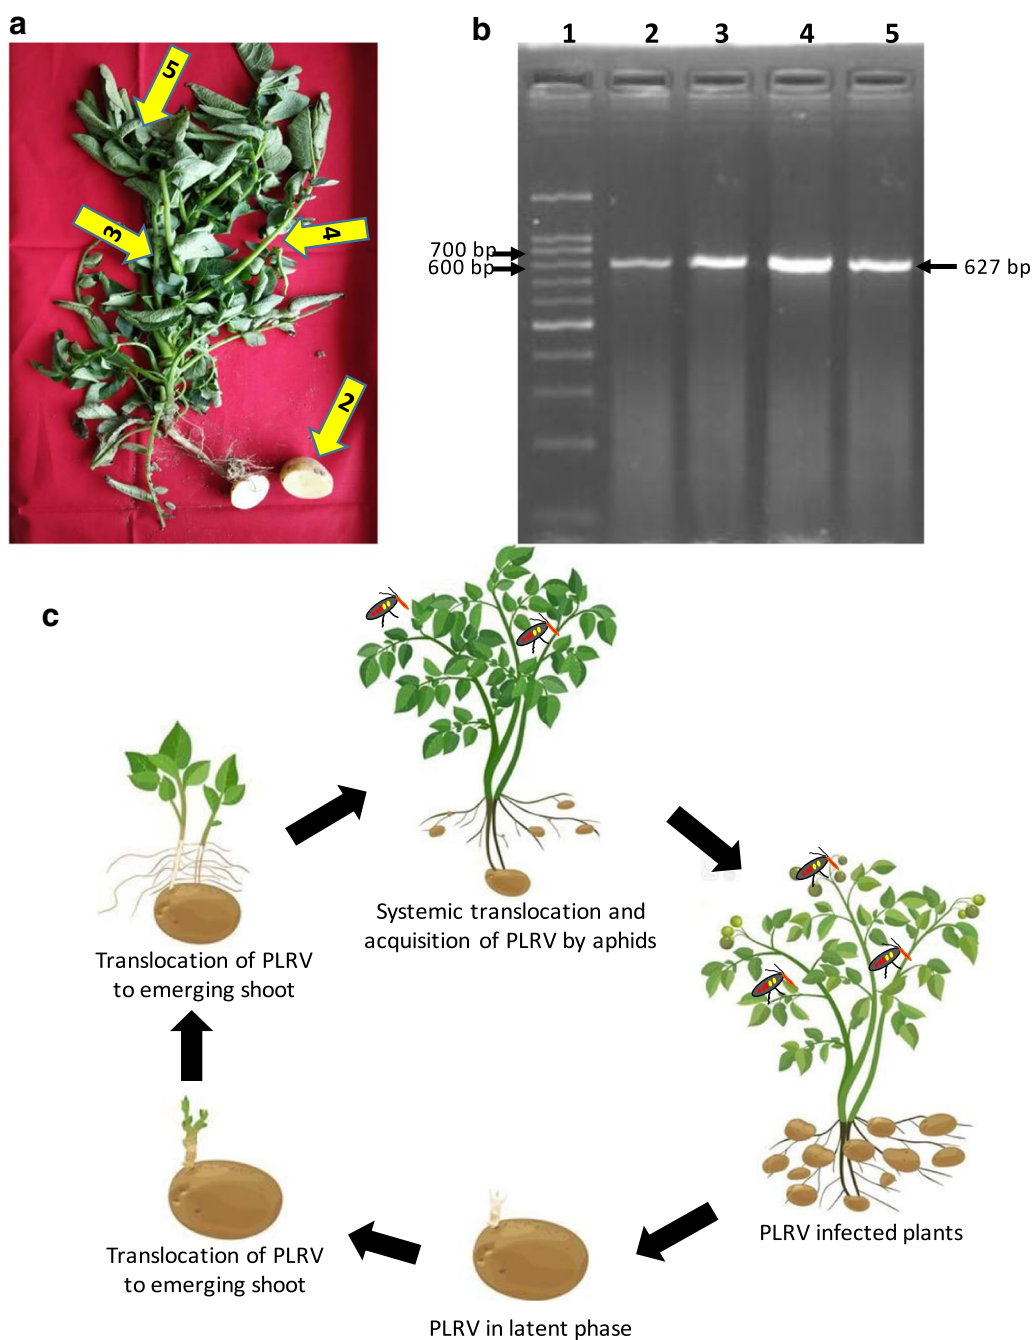 a
b
1 2 3 4 5
5
3
4
2
700 bp
600 bp
627 bp
c
Systemic translocation and
acquisition of PLRV by aphids
Translocation of PLRV
to emerging shoot
PLRV infected plants
Translocation of PLRV
to emerging shoot
PLRV in latent phase